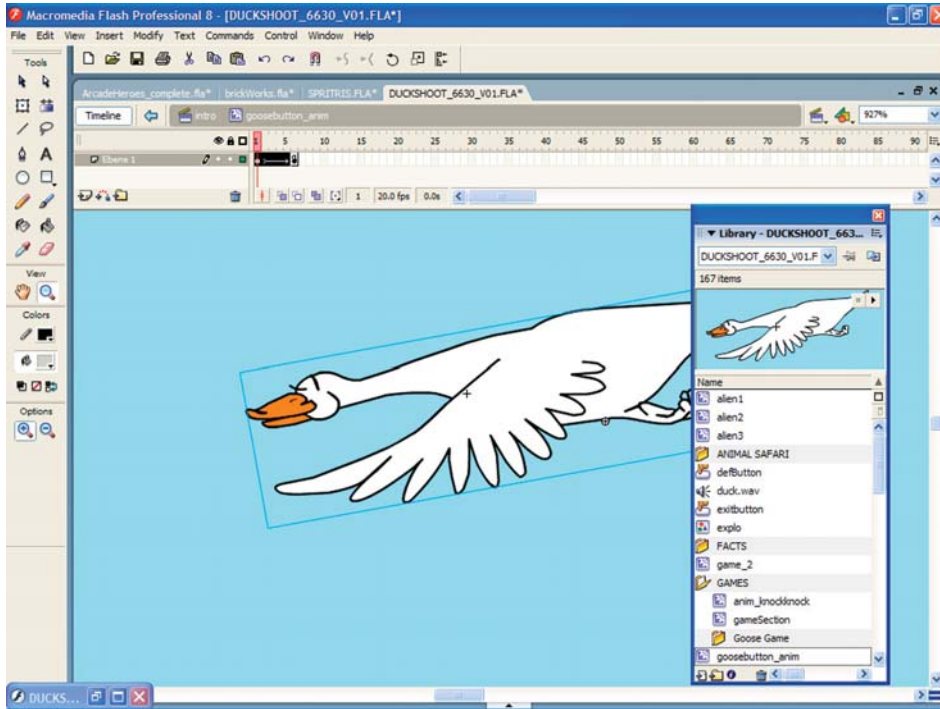 Macromedia Flash Professional 8 - [DUCKSHOOT_6630_V01.FLA*]
File Edit View Insert Modify Text Commands Control Window Help
Tools
ArcadeHeroes_complete.fla* brickWorks.fla* SPRITRIS.FLA* DUCKSHOOT_6630_V01.FLA*
Timeline intro goosebutton_anim 927%
5 10 15 20 25 30 35 40 45 50 55 60 65 70 75 80 85 90
Ebene 1
1 20.0 fps 0.0s
View
Colors
Options
Library - DUCKSHOOT_663...
DUCKSHOOT_6630_V01.F
167 items
Name
alien1
alien2
alien3
ANIMAL SAFARI
defButton
duck.wav
exitbutton
explo
FACTS
game_2
GAMES
anim_knockknock
gameSection
Goose Game
goosebutton_anim
DUCKS...